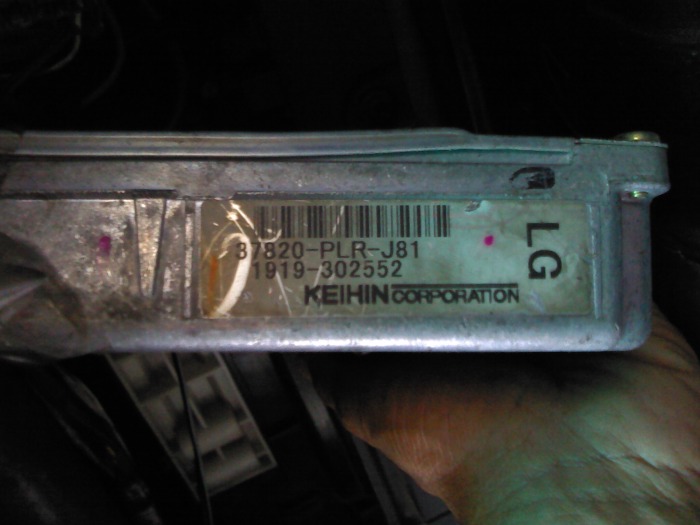 37820-PLR-J81
1919-302552
KEIHIN CORPORATION
LG